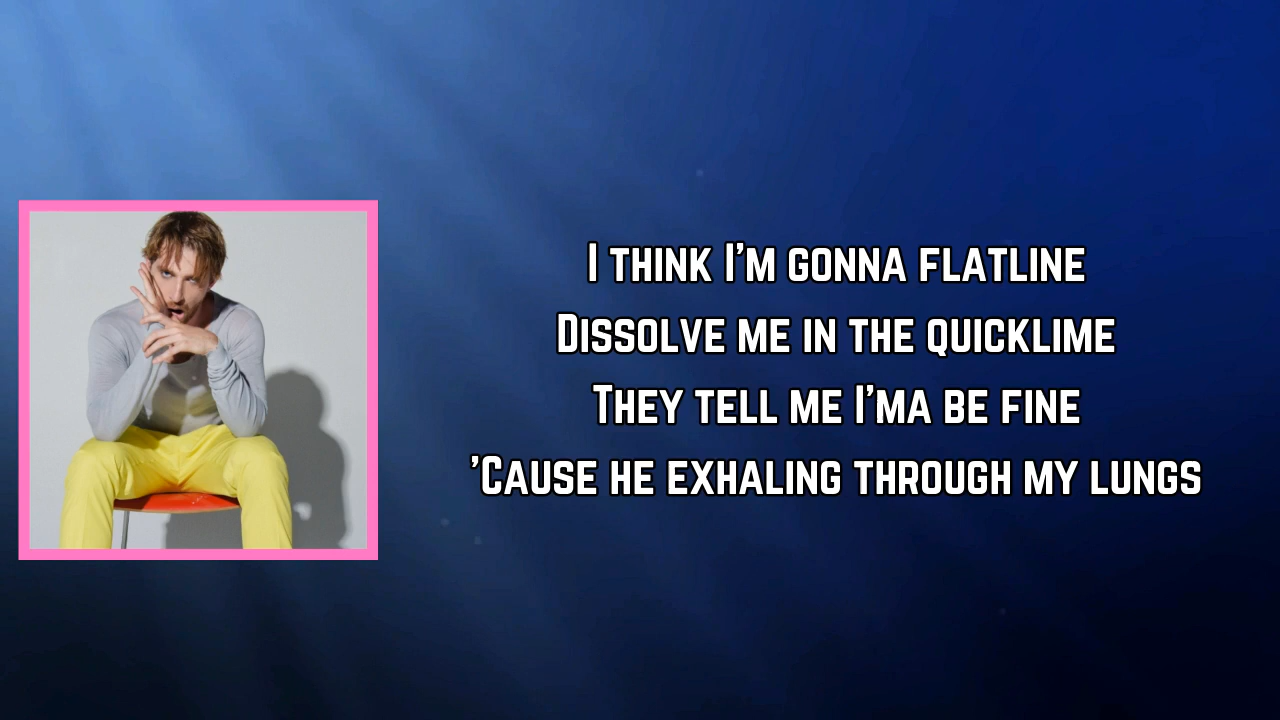 I think I'm gonna flatline
Dissolve me in the quicklime
They tell me I'ma be fine
'Cause he exhaling through my lungs